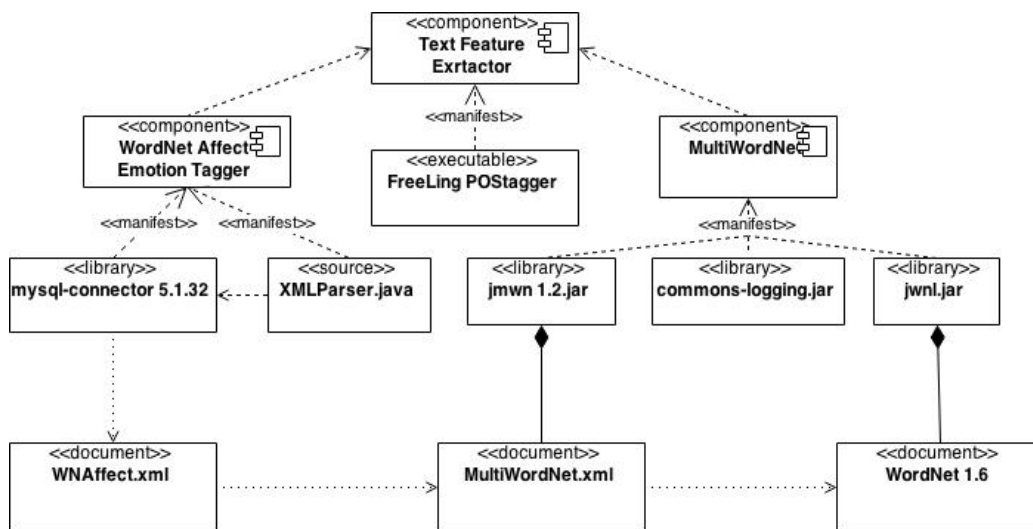 <<component>>
Text Feature
Exrtactor
<<component>>
WordNet Affect
Emotion Tagger
<<manifest>>
<<component>>
MultiWordNet
<<executable>>
FreeLing POStagger
<<manifest>>
<<manifest>>
<<manifest>>
<<library>>
mysql-connector 5.1.32
<<source>>
XMLParser.java
<<library>>
jmwn 1.2.jar
<<library>>
commons-logging.jar
<<library>>
jwnl.jar
<<document>>
WNAffect.xml
<<document>>
MultiWordNet.xml
<<document>>
WordNet 1.6